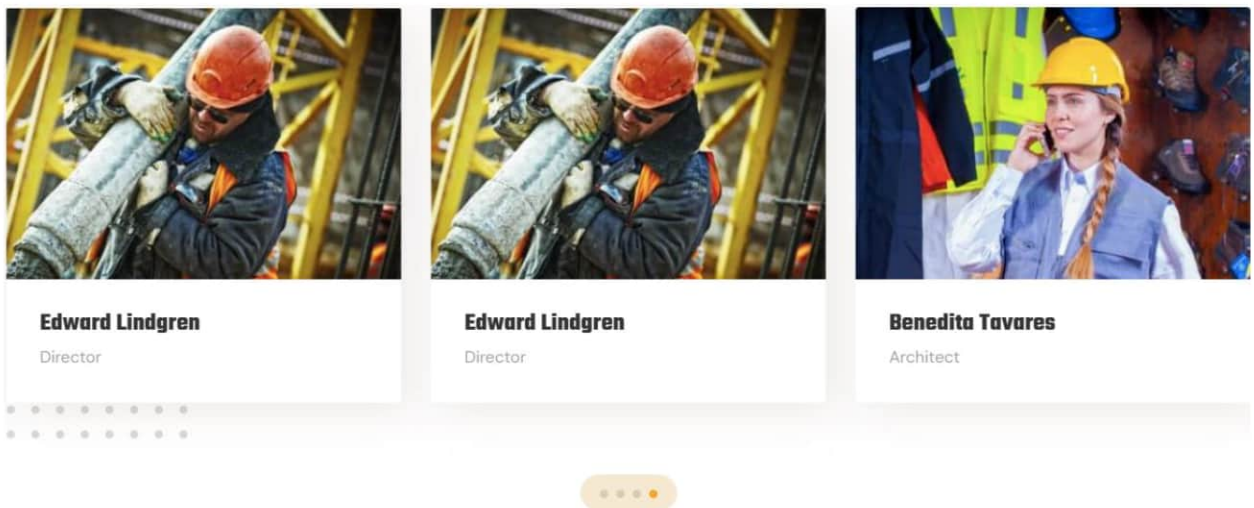 Edward Lindgren
Director
Edward Lindgren
Director
Benedita Tavares
Architect